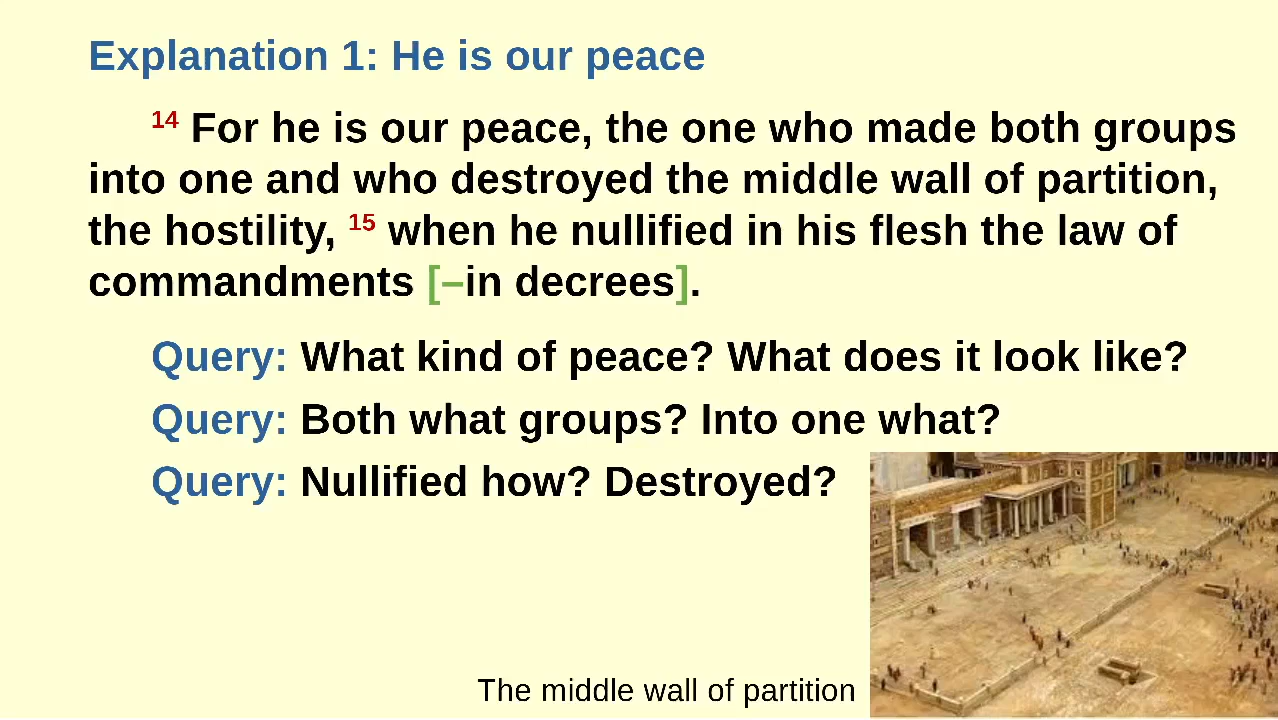 Explanation 1: He is our peace
14 For he is our peace, the one who made both groups
into one and who destroyed the middle wall of partition,
the hostility, 15 when he nullified in his flesh the law of
commandments [–in decrees].
Query: What kind of peace? What does it look like?
Query: Both what groups? Into one what?
Query: Nullified how? Destroyed?
The middle wall of partition